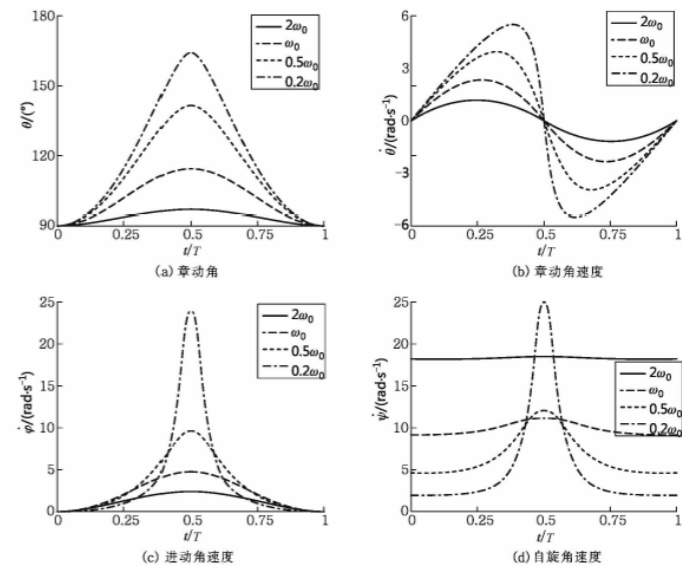 180
150
120
90
θ/(°)
2ω₀
ω₀
0.5ω₀
0.2ω₀
0 0.25 0.5 0.75 1
t/T
(a) 章动角
6
3
0
-3
-6
θ̇/(rad·s⁻¹)
2ω₀
ω₀
0.5ω₀
0.2ω₀
0 0.25 0.5 0.75 1
t/T
(b) 章动角速度
25
20
15
10
5
0
φ̇/(rad·s⁻¹)
2ω₀
ω₀
0.5ω₀
0.2ω₀
0 0.25 0.5 0.75 1
t/T
(c) 进动角速度
25
20
15
10
5
0
ψ̇/(rad·s⁻¹)
2ω₀
ω₀
0.5ω₀
0.2ω₀
0 0.25 0.5 0.75 1
t/T
(d) 自旋角速度